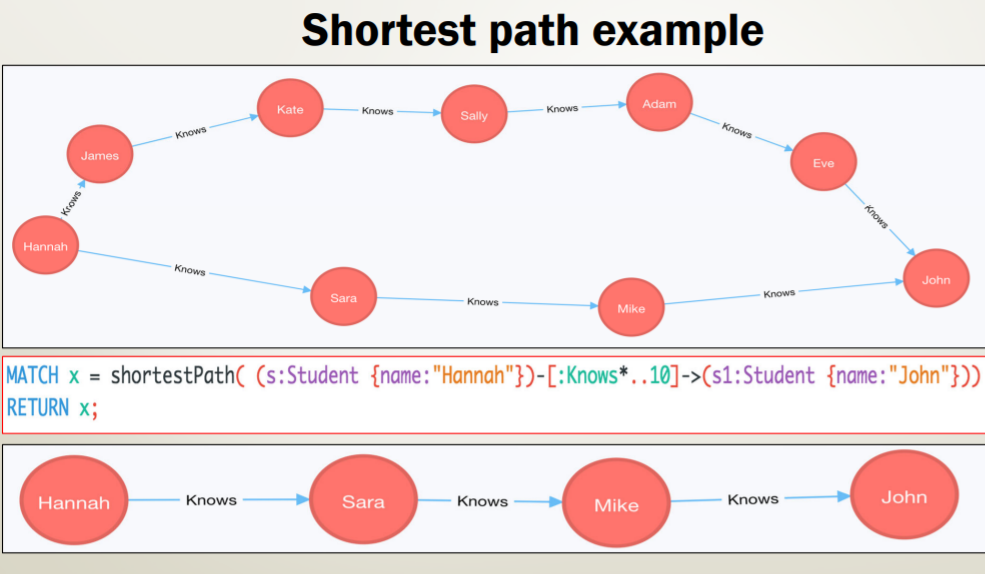 Shortest path example
Kate
Knows
Sally
Knows
Adam
Knows
Knows
James
Eve
Knows
Knows
Hannah
Knows
Sara
Knows
Mike
Knows
John
MATCH x = shortestPath( (s:Student {name:"Hannah"})-[:Knows*..10]->(s1:Student {name:"John"}))
RETURN x;
Hannah
Knows
Sara
Knows
Mike
Knows
John